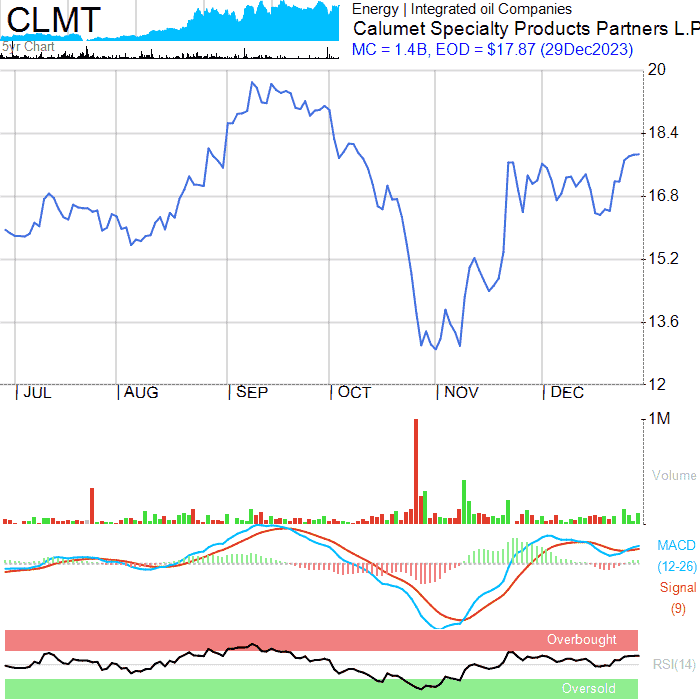 CLMT
5yr Chart
Energy | Integrated oil Companies
Calumet Specialty Products Partners L.P
MC = 1.4B, EOD = $17.87 (29Dec2023)
20
18.4
16.8
15.2
13.6
12
JUL AUG SEP OCT NOV DEC
1M
Volume
MACD
(12-26)
Signal
(9)
Overbought
RSI(14)
Oversold